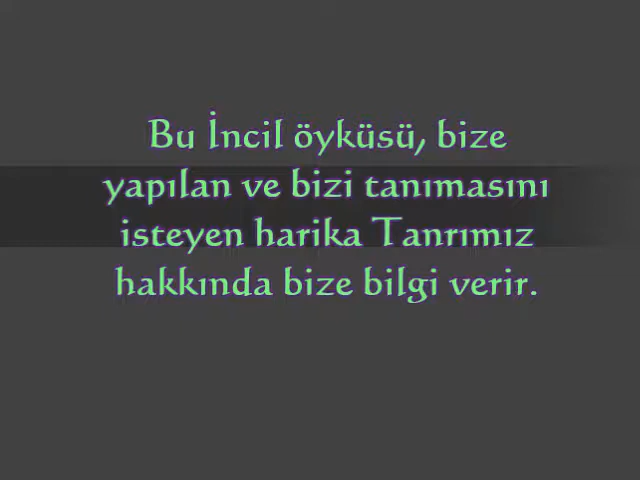 Bu İncil öyküsü, bize
yapılan ve bizi tanımasını
isteyen harika Tanrımız
hakkında bize bilgi verir.